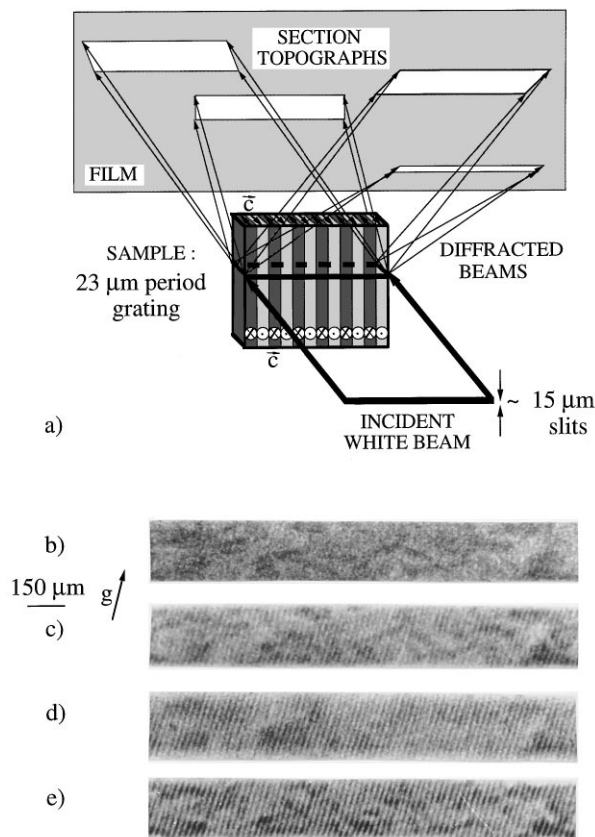 SECTION
TOPOGRAPHS
FILM
c
SAMPLE :
23 μm period
grating
DIFFRACTED
BEAMS
c
~ 15 μm
slits
INCIDENT
WHITE BEAM
a)
b)
150 μm
g
c)
d)
e)